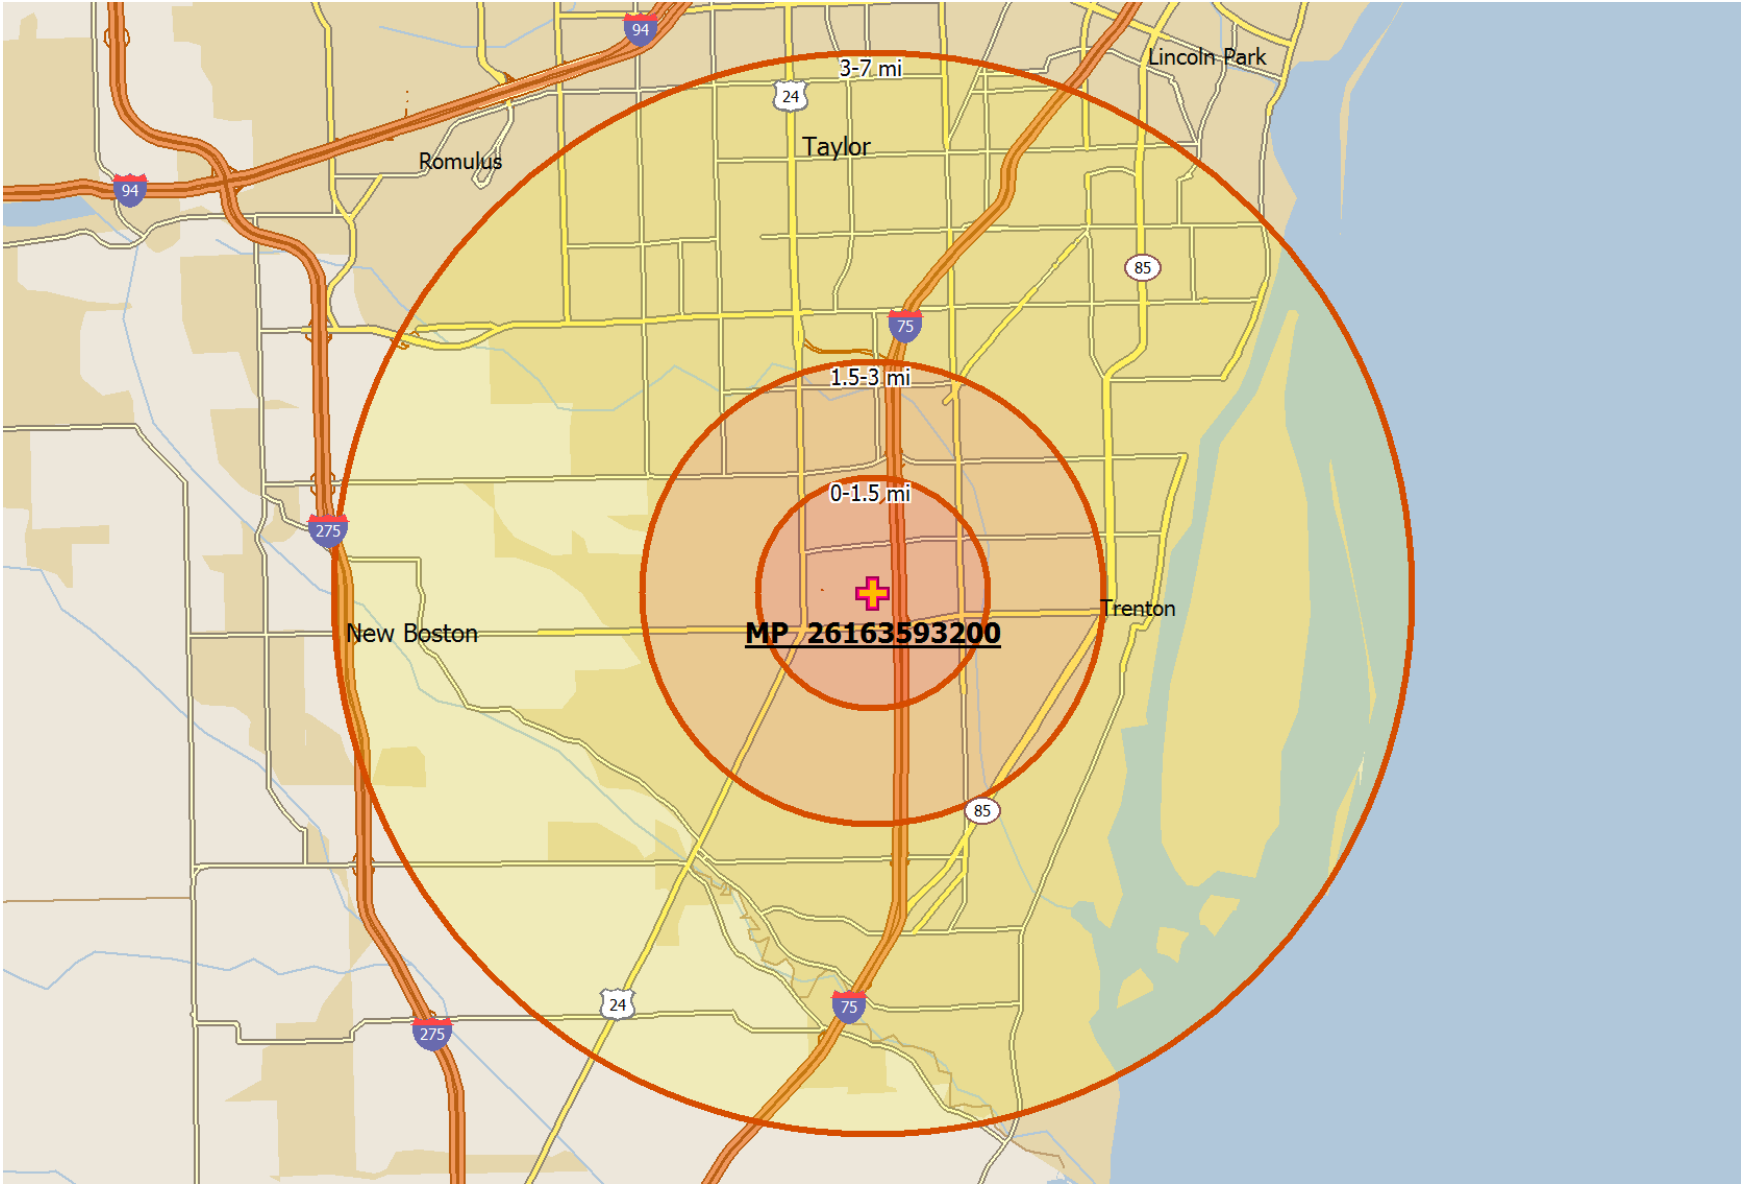 94
Lincoln Park
3-7 mi
24
Taylor
Romulus
94
85
75
1.5-3 mi
0-1.5 mi
275
Trenton
New Boston
MP 26163593200
85
24
75
275